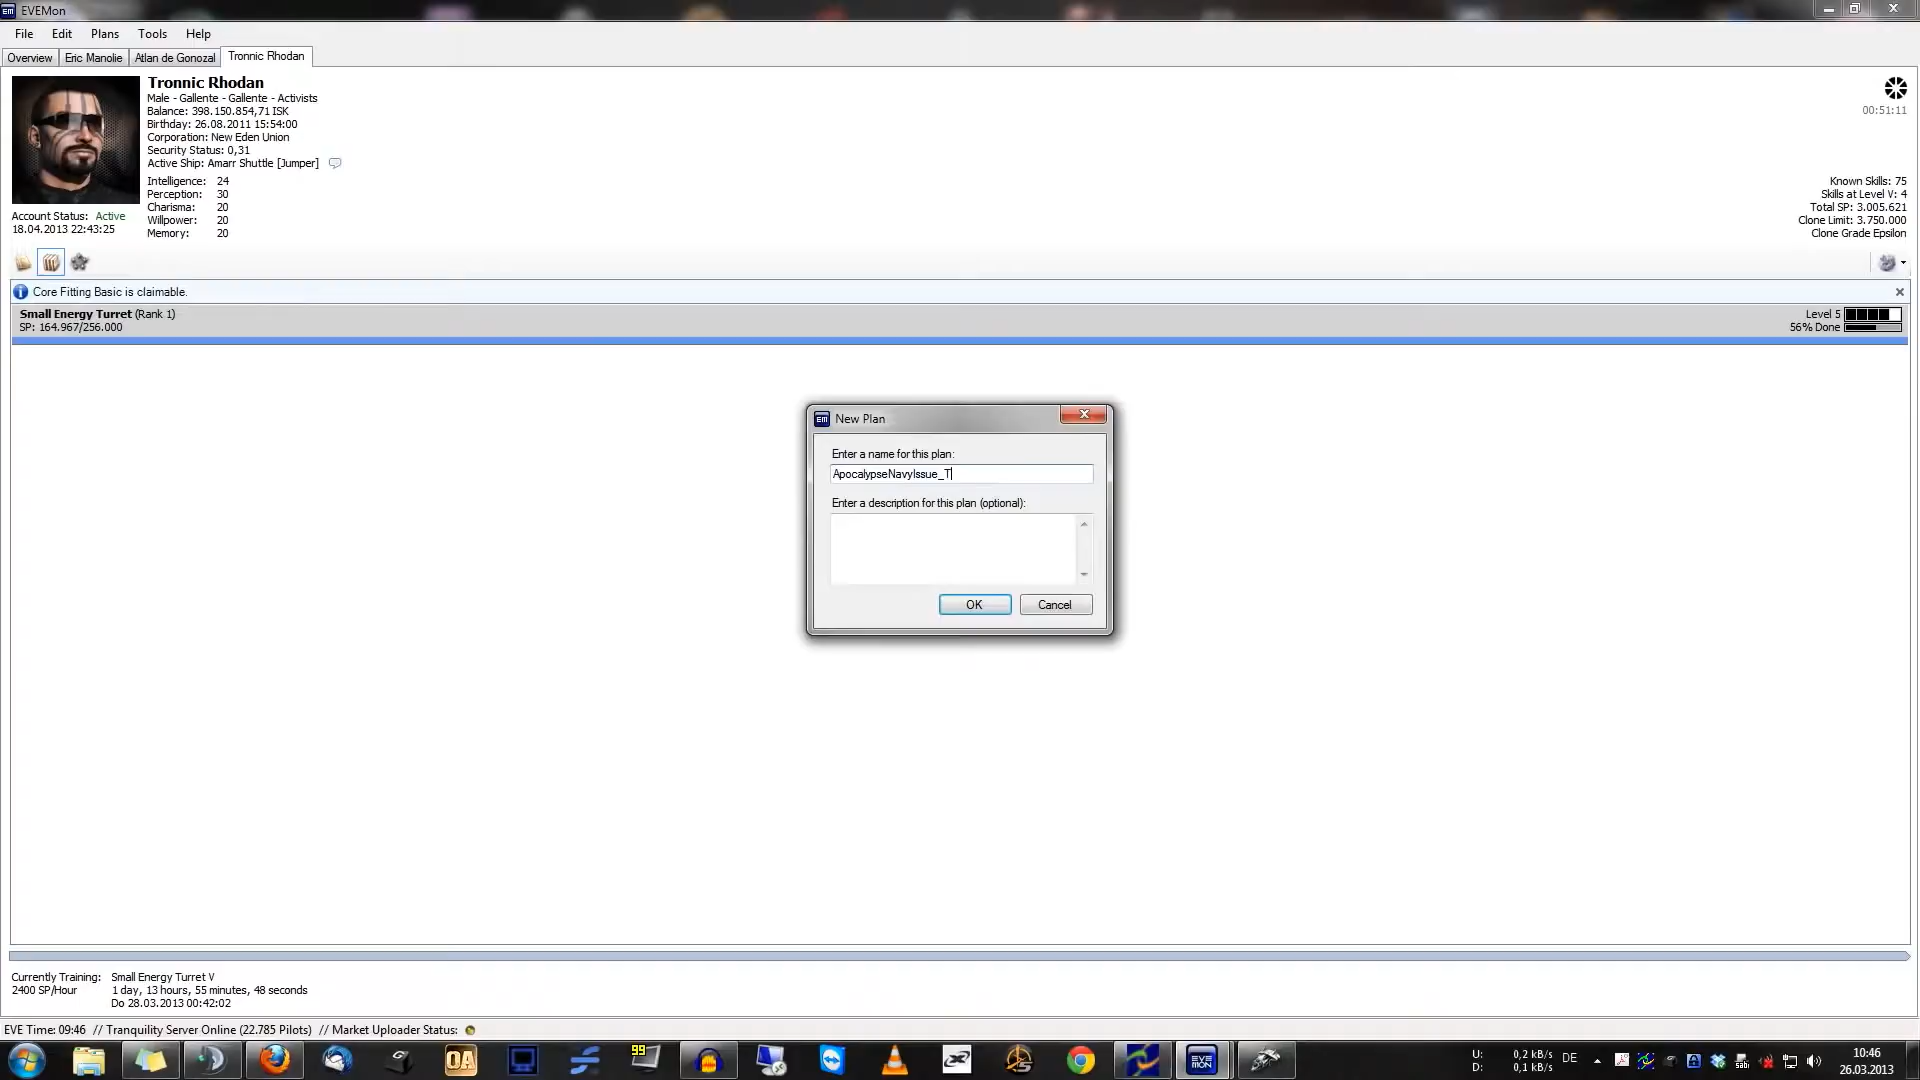 EVEMon
File Edit Plans Tools Help
Overview Eric Manolie Atlan de Gonozal Tronnic Rhodan
Tronnic Rhodan
Male - Gallente - Gallente - Activists
Balance: 398.150.854,71 ISK
Birthday: 26.08.2011 15:54:00
Corporation: New Eden Union
Security Status: 0,31
Active Ship: Amarr Shuttle [Jumper]
00:51:11
Intelligence: 24
Perception: 30
Charisma: 20
Willpower: 20
Memory: 20
Account Status: Active
18.04.2013 22:43:25
Known Skills: 75
Skills at Level V: 4
Total SP: 3.005.621
Clone Limit: 3.750.000
Clone Grade Epsilon
Core Fitting Basic is claimable.
Small Energy Turret (Rank 1)
SP: 164.967/256.000
Level 5
56% Done
New Plan
Enter a name for this plan:
ApocalypseNavyIssue_T
Enter a description for this plan (optional):
OK Cancel
Currently Training: Small Energy Turret V
2400 SP/Hour 1 day, 13 hours, 55 minutes, 48 seconds
Do 28.03.2013 00:42:02
EVE Time: 09:46 // Tranquility Server Online (22.785 Pilots) // Market Uploader Status:
OA
99
EVE
MON
U: 0,2 kB/s
D: 0,1 kB/s
DE
10:46
26.03.2013